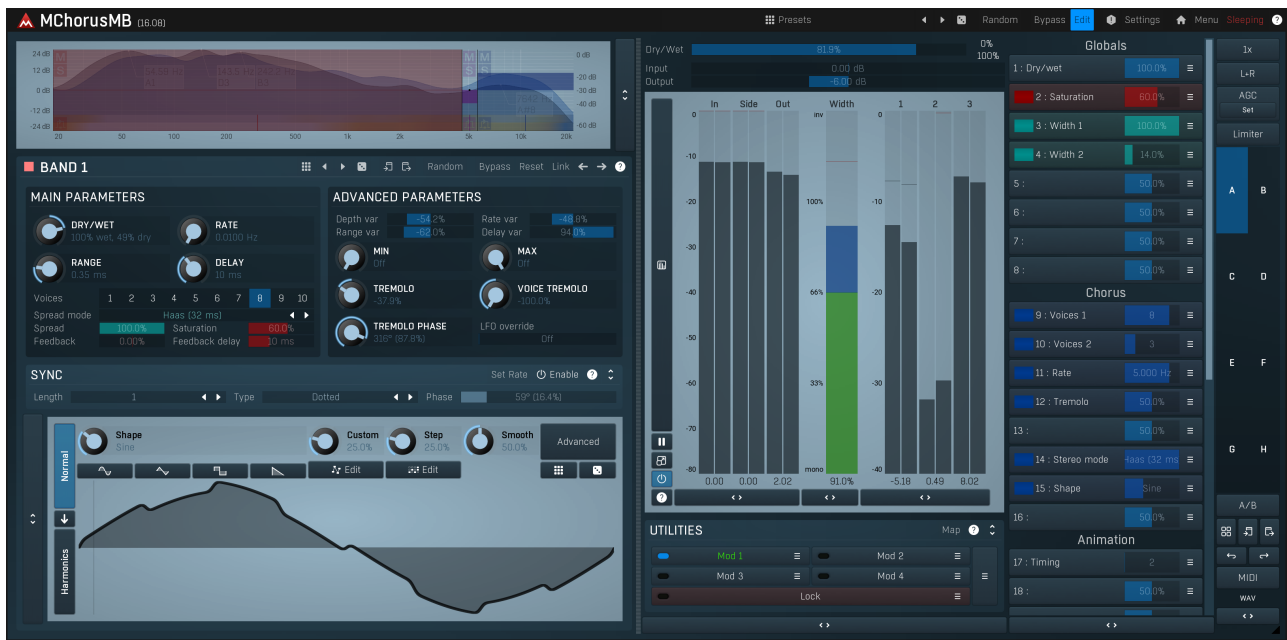 MChorusMB (16.08) Presets Random Bypass Edit Settings Menu Sleeping ?
24 dB
12 dB
0 dB
-12 dB
-24 dB
M M M
S S S
0 dB
-20 dB
-30 dB
-40 dB
-60 dB
20 50 100 200 500 1k 2k 5k 10k 20k
BAND 1 Random Bypass Reset Link ?
MAIN PARAMETERS
DRY/WET
100% wet, 49% dry
RATE
0.0100 Hz
RANGE
0.35 ms
DELAY
10 ms
Voices 1 2 3 4 5 6 7 8 9 10
Spread mode Haas (32 ms)
Spread 100.0% Saturation 60.0%
Feedback 0.00% Feedback delay 10 ms
ADVANCED PARAMETERS
Depth var -54.2% Rate var -48.8%
Range var -62.0% Delay var 94.0%
MIN
Off
MAX
Off
TREMOLO
-37.9%
VOICE TREMOLO
-100.0%
TREMOLO PHASE
316° (87.8%)
LFO override
Off
SYNC Set Rate Enable ?
Length 1 Type Dotted Phase 59° (16.4%)
Normal
Harmonics
Shape
Sine
Custom
25.0%
Step
25.0%
Smooth
50.0%
Advanced
Edit Edit
Dry/Wet 81.9% 0%
100%
Input 0.00 dB
Output -6.00 dB
In Side Out Width 1 2 3
0 inv 0
-10
-20 100% -10
-30
-40 66% -20
-50
-60 33% -30
-70
-80 mono -40
0.00 0.00 2.02 91.0% -5.18 0.49 8.02
?
UTILITIES Map ?
Mod 1 Mod 2
Mod 3 Mod 4
Lock
Globals
1 : Dry/wet 100.0%
2 : Saturation 60.0%
3 : Width 1 100.0%
4 : Width 2 14.0%
5 : 50.0%
6 : 50.0%
7 : 50.0%
8 : 50.0%
Chorus
9 : Voices 1 8
10 : Voices 2 3
11 : Rate 5.000 Hz
12 : Tremolo 50.0%
13 : 50.0%
14 : Stereo mode Haas (32 ms
15 : Shape Sine
16 : 50.0%
Animation
17 : Timing 2
18 : 50.0%
1x
L+R
AGC
Set
Limiter
A B
C D
E F
G H
A/B
MIDI
WAV